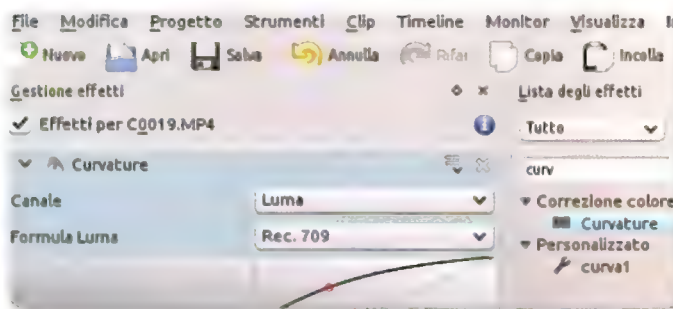 File Modifica Progetto Strumenti Clip Timeline Monitor Visualizza
Nuovo Apri Salva Annulla Rifai Copia Incolla
Gestione effetti
Lista degli effetti
Effetti per C0019.MP4
Tutto
Curvature
curv
Canale
Luma
Correzione colore
Curvature
Formula Luma
Rec. 709
Personalizzato
curva1